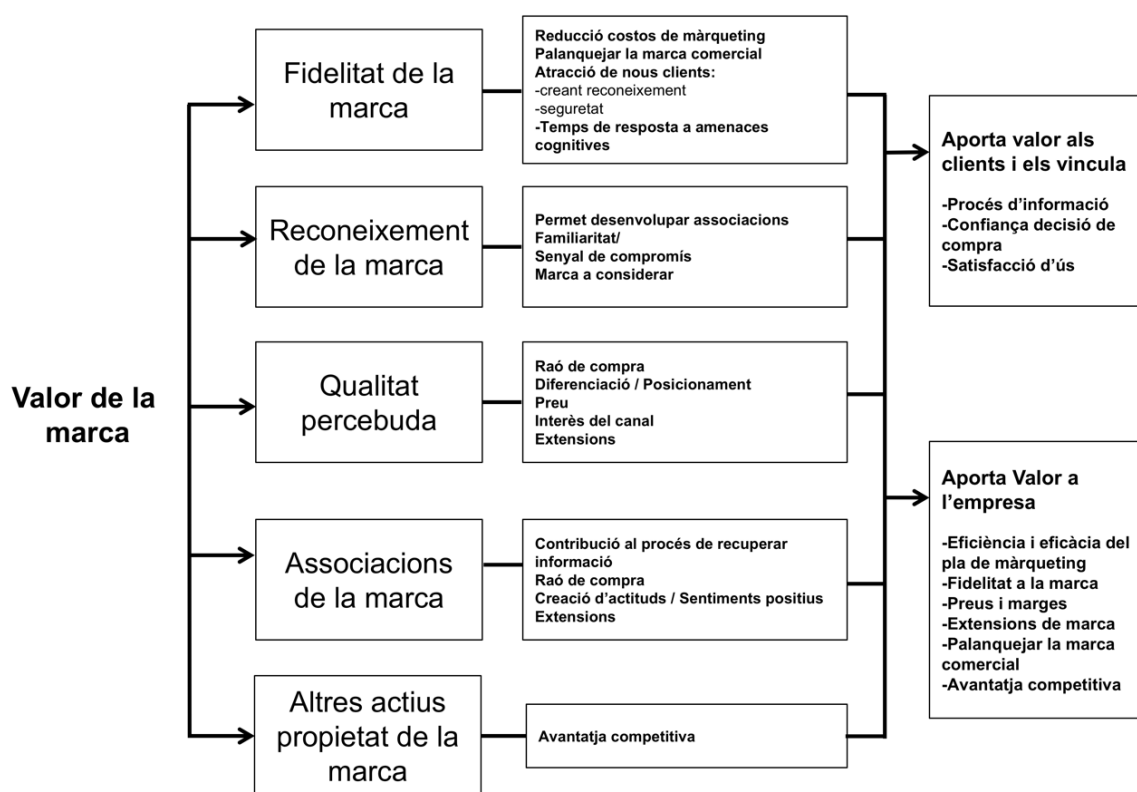 Valor de la
marca
Fidelitat de la
marca
Reducció costos de màrqueting
Palanquejar la marca comercial
Atracció de nous clients:
-creant reconeixement
-seguretat
-Temps de resposta a amenaces
cognitives
Reconeixement
de la marca
Permet desenvolupar associacions
Familiaritat/
Senyal de compromís
Marca a considerar
Qualitat
percebuda
Raó de compra
Diferenciació / Posicionament
Preu
Interès del canal
Extensions
Associacions
de la marca
Contribució al procés de recuperar
informació
Raó de compra
Creació d’actituds / Sentiments positius
Extensions
Altres actius
propietat de la
marca
Avantatja competitiva
Aporta valor als
clients i els vincula
-Procés d’informació
-Confiança decisió de
compra
-Satisfacció d’ús
Aporta Valor a
l’empresa
-Eficiència i eficàcia del
pla de màrqueting
-Fidelitat a la marca
-Preus i marges
-Extensions de marca
-Palanquejar la marca
comercial
-Avantatja competitiva